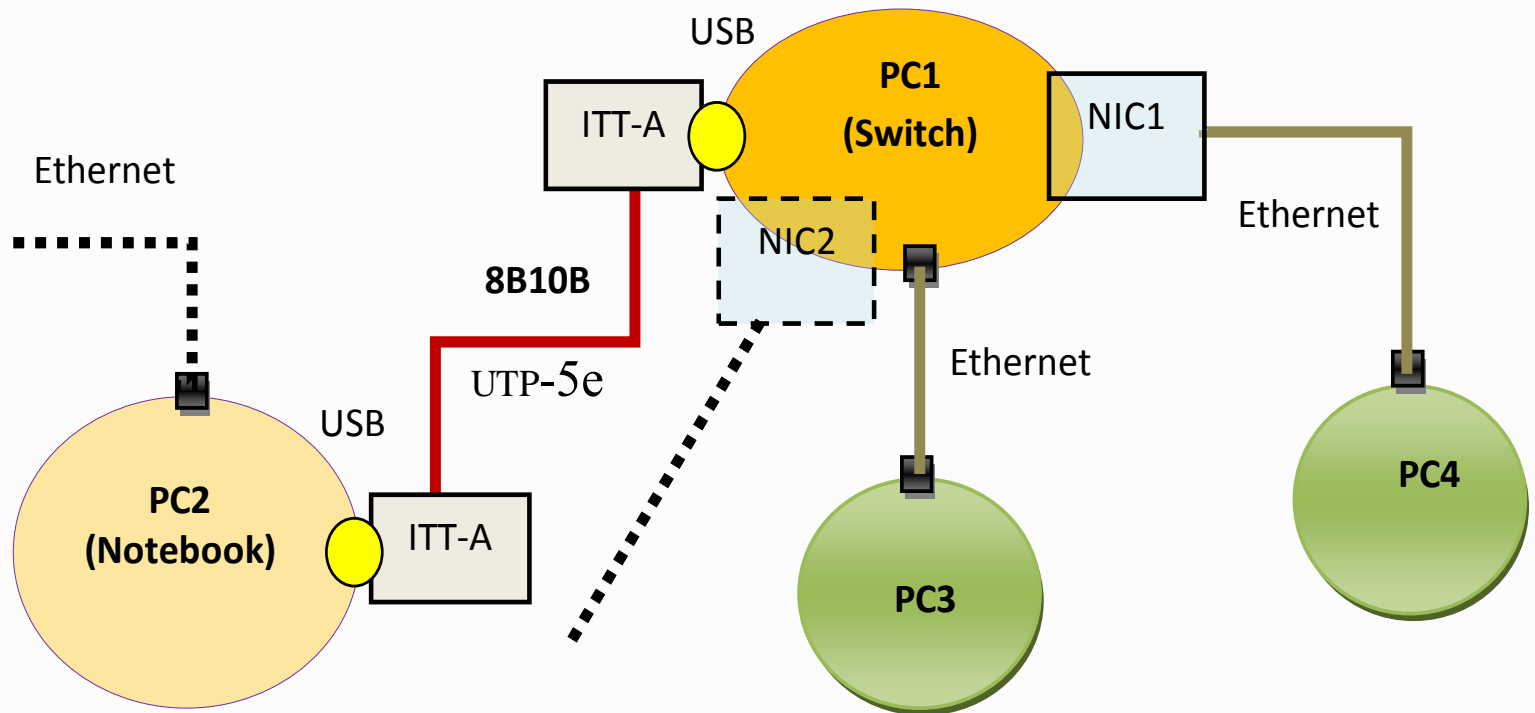 USB
PC1
(Switch)
ITT-A
NIC1
Ethernet
Ethernet
NIC2
8B10B
Ethernet
UTP-5e
USB
PC2
(Notebook)
ITT-A
PC3
PC4